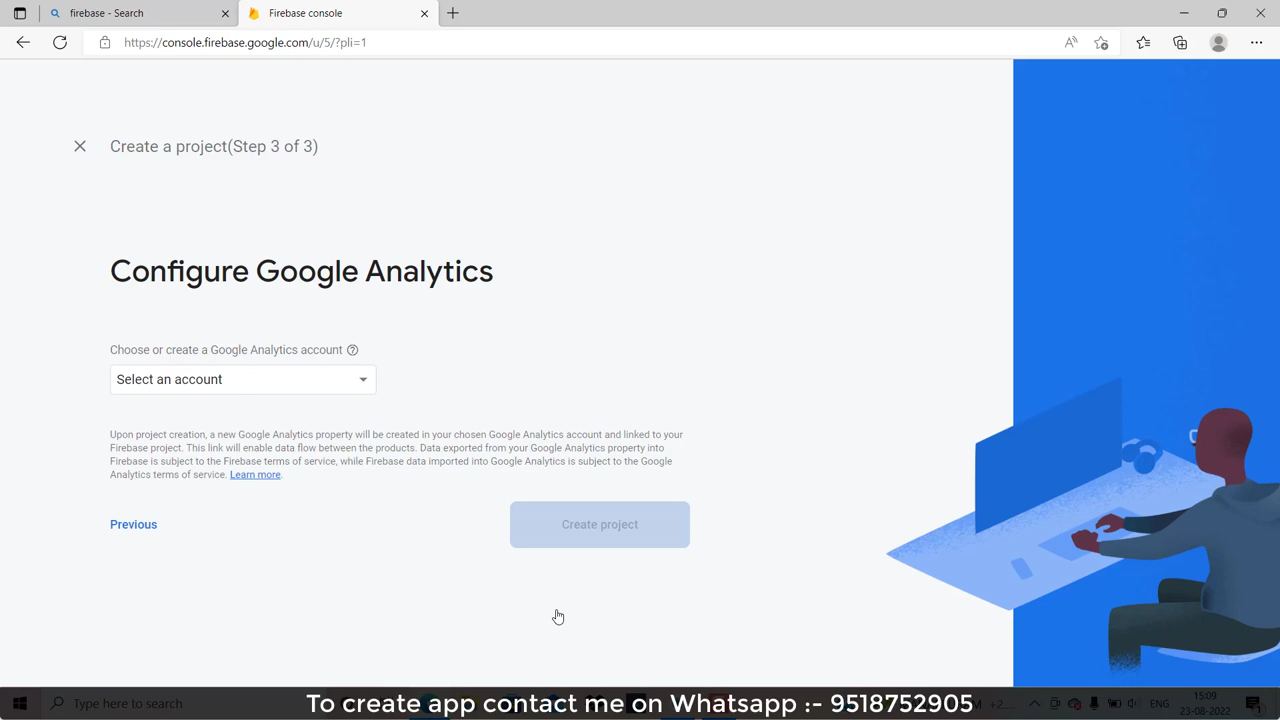 firebase - Search
Firebase console
https://console.firebase.google.com/u/5/?pli=1
Create a project(Step 3 of 3)
Configure Google Analytics
Choose or create a Google Analytics account
Select an account
Upon project creation, a new Google Analytics property will be created in your chosen Google Analytics account and linked to your
Firebase project. This link will enable data flow between the products. Data exported from your Google Analytics property into
Firebase is subject to the Firebase terms of service, while Firebase data imported into Google Analytics is subject to the Google
Analytics terms of service. Learn more.
Previous
Create project
Type here to search
To create app contact me on Whatsapp :- 9518752905
ENG
15:09
23-08-2022